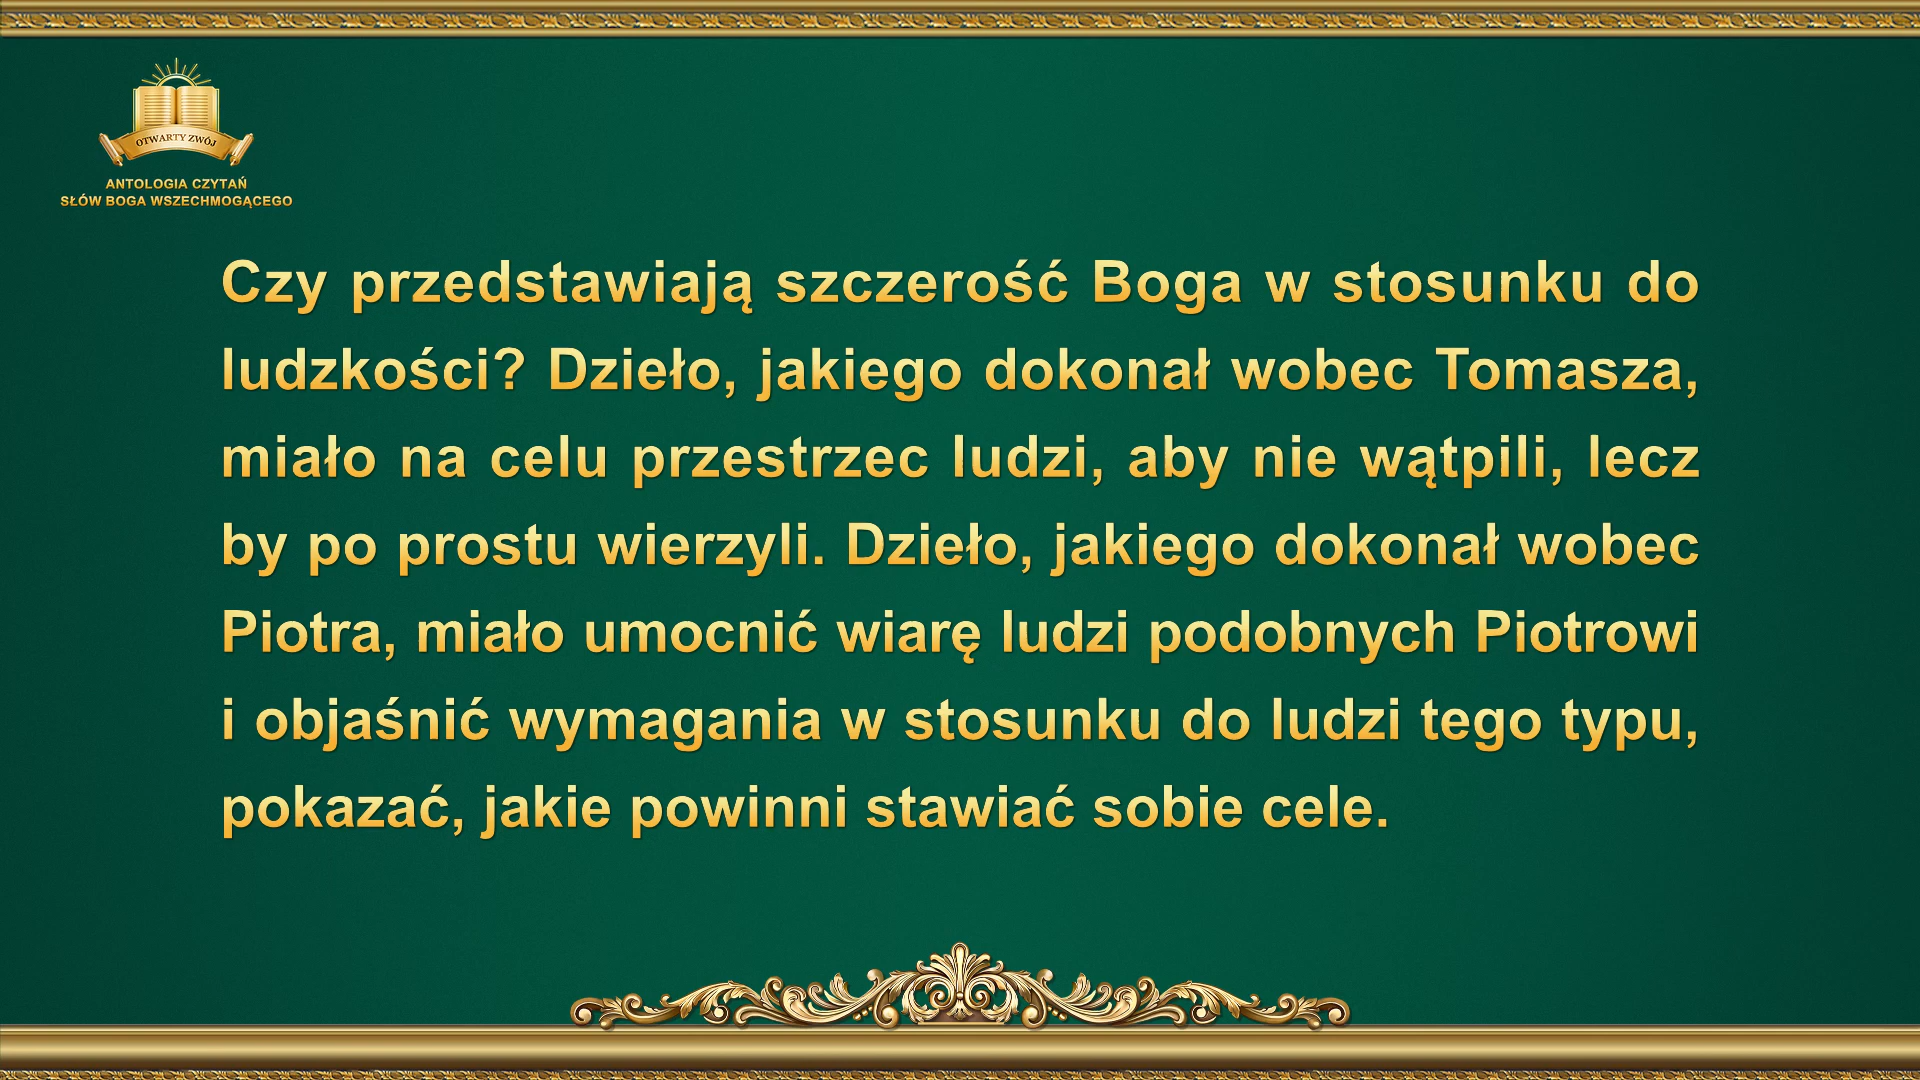 OTWARTY ZWÓJ
ANTOLOGIA CZYTAŃ
SŁÓW BOGA WSZECHMOGĄCEGO
Czy przedstawiają szczerość Boga w stosunku do
ludzkości? Dzieło, jakiego dokonał wobec Tomasza,
miało na celu przestrzec ludzi, aby nie wątpili, lecz
by po prostu wierzyli. Dzieło, jakiego dokonał wobec
Piotra, miało umocnić wiarę ludzi podobnych Piotrowi
i objaśnić wymagania w stosunku do ludzi tego typu,
pokazać, jakie powinni stawiać sobie cele.